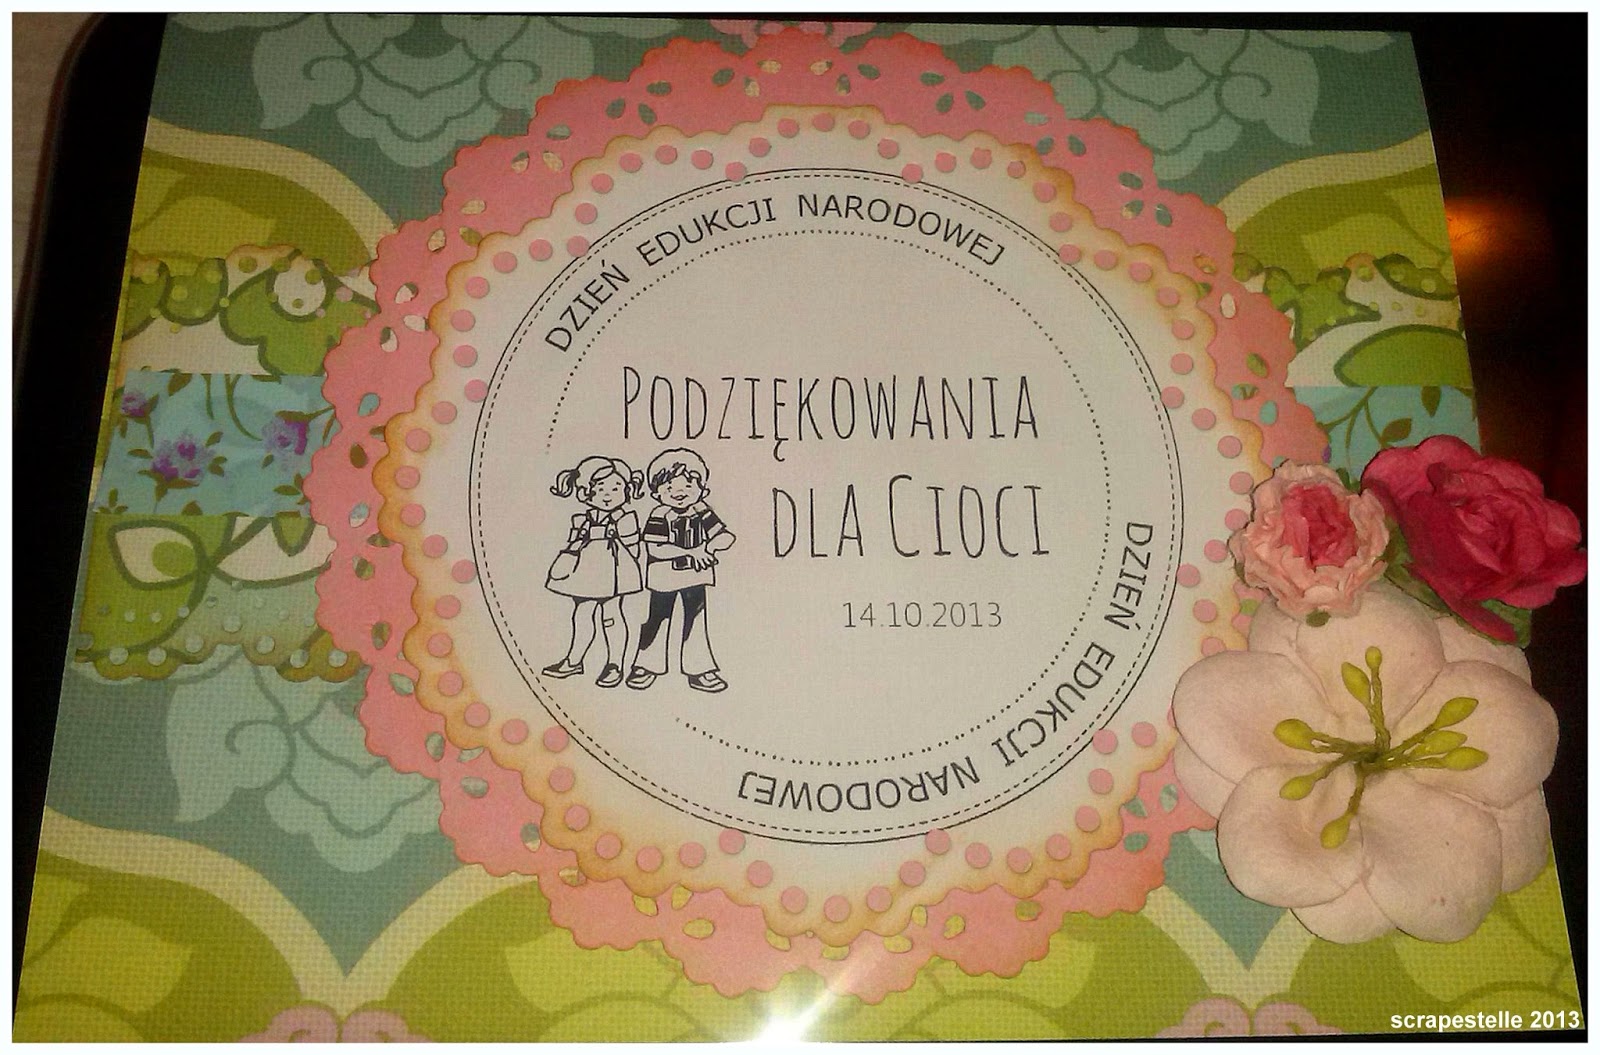 DZIEŃ EDUKCJI NARODOWEJ
PODZIĘKOWANIA
DLA CIOCI
14.10.2013
DZIEŃ EDUKCJI NARODOWEJ
scrapestelle 2013